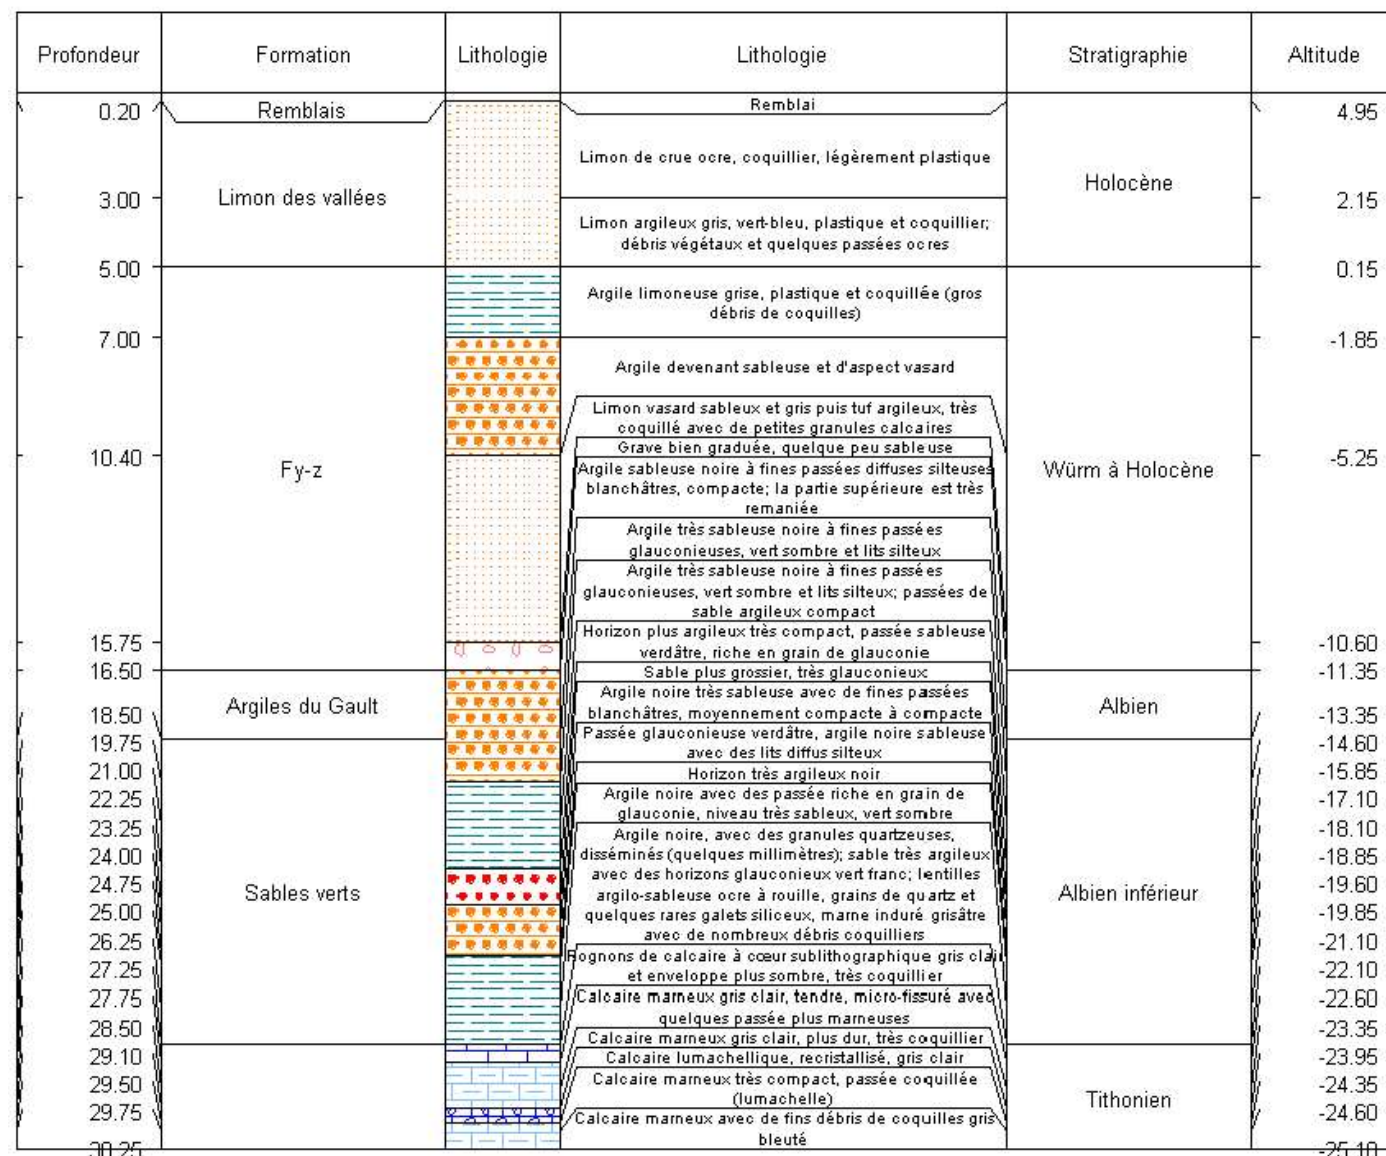 Profondeur
Formation
Lithologie
Lithologie
Stratigraphie
Altitude
0.20
3.00
5.00
7.00
10.40
15.75
16.50
18.50
19.75
21.00
22.25
23.25
24.00
24.75
25.00
26.25
27.25
27.75
28.50
29.10
29.50
29.75
30.25
Remblais
Limon des vallées
Fy-z
Argiles du Gault
Sables verts
Remblai
Limon de crue ocre, coquillier, légèrement plastique
Limon argileux gris, vert-bleu, plastique et coquillier;
débris végétaux et quelques passées ocres
Argile limoneuse grise, plastique et coquillée (gros
débris de coquilles)
Argile devenant sableuse et d'aspect vasard
Limon vasard sableux et gris puis tuf argileux, très
coquillé avec de petites granules calcaires
Grave bien graduée, quelque peu sableuse
Argile sableuse noire à fines passées diffuses silteuses
blanchâtres, compacte; la partie supérieure est très
remaniée
Argile très sableuse noire à fines passées
glauconieuses, vert sombre et lits silteux
Argile très sableuse noire à fines passées
glauconieuses, vert sombre et lits silteux; passées de
sable argileux compact
Horizon plus argileux très compact, passée sableuse
verdâtre, riche en grain de glauconie
Sable plus grossier, très glauconieux
Argile noire très sableuse avec de fines passées
blanchâtres, moyennement compacte à compacte
Passée glauconieuse verdâtre, argile noire sableuse
avec des lits diffus silteux
Horizon très argileux noir
Argile noire avec des passée riche en grain de
glauconie, niveau très sableux, vert sombre
Argile noire, avec des granules quartzeuses,
disséminés (quelques millimètres); sable très argileux
avec des horizons glauconieux vert franc; lentilles
argilo-sableuse ocre à rouille, grains de quartz et
quelques rares galets siliceux, marne induré grisâtre
avec de nombreux débris coquilliers
Rognons de calcaire à cœur sublithographique gris clair
et enveloppe plus sombre, très coquillier
Calcaire marneux gris clair, tendre, micro-fissuré avec
quelques passée plus marneuses
Calcaire marneux gris clair, plus dur, très coquillier
Calcaire lumachellique, recristallisé, gris clair
Calcaire marneux très compact, passée coquillée
(lumachelle)
Calcaire marneux avec de fins débris de coquilles gris
bleuté
Holocène
Würm à Holocène
Albien
Albien inférieur
Tithonien
4.95
2.15
0.15
-1.85
-5.25
-10.60
-11.35
-13.35
-14.60
-15.85
-17.10
-18.10
-18.85
-19.60
-19.85
-21.10
-22.10
-22.60
-23.35
-23.95
-24.35
-24.60
-25.10